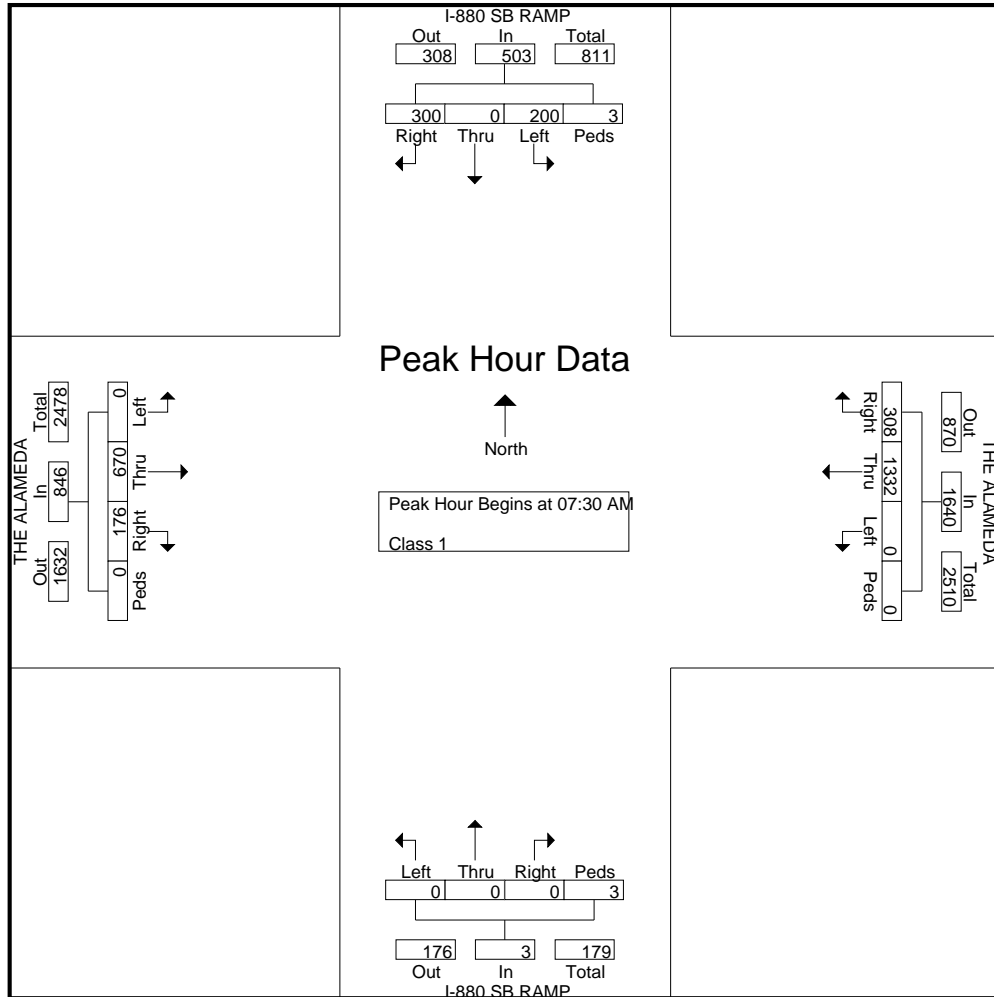 I-880 SB RAMP
Out In Total
308 503 811
300 0 200 3
Right Thru Left Peds
Peak Hour Data
North
Peak Hour Begins at 07:30 AM
Class 1
THE ALAMEDA
Total In Out
2478 846 1632
0 670 176 0
Left Thru Right Peds
THE ALAMEDA
Out In Total
870 1640 2510
308 1332 0 0
Right Thru Left Peds
Left Thru Right Peds
0 0 0 3
176 3 179
Out In Total
I-880 SB RAMP